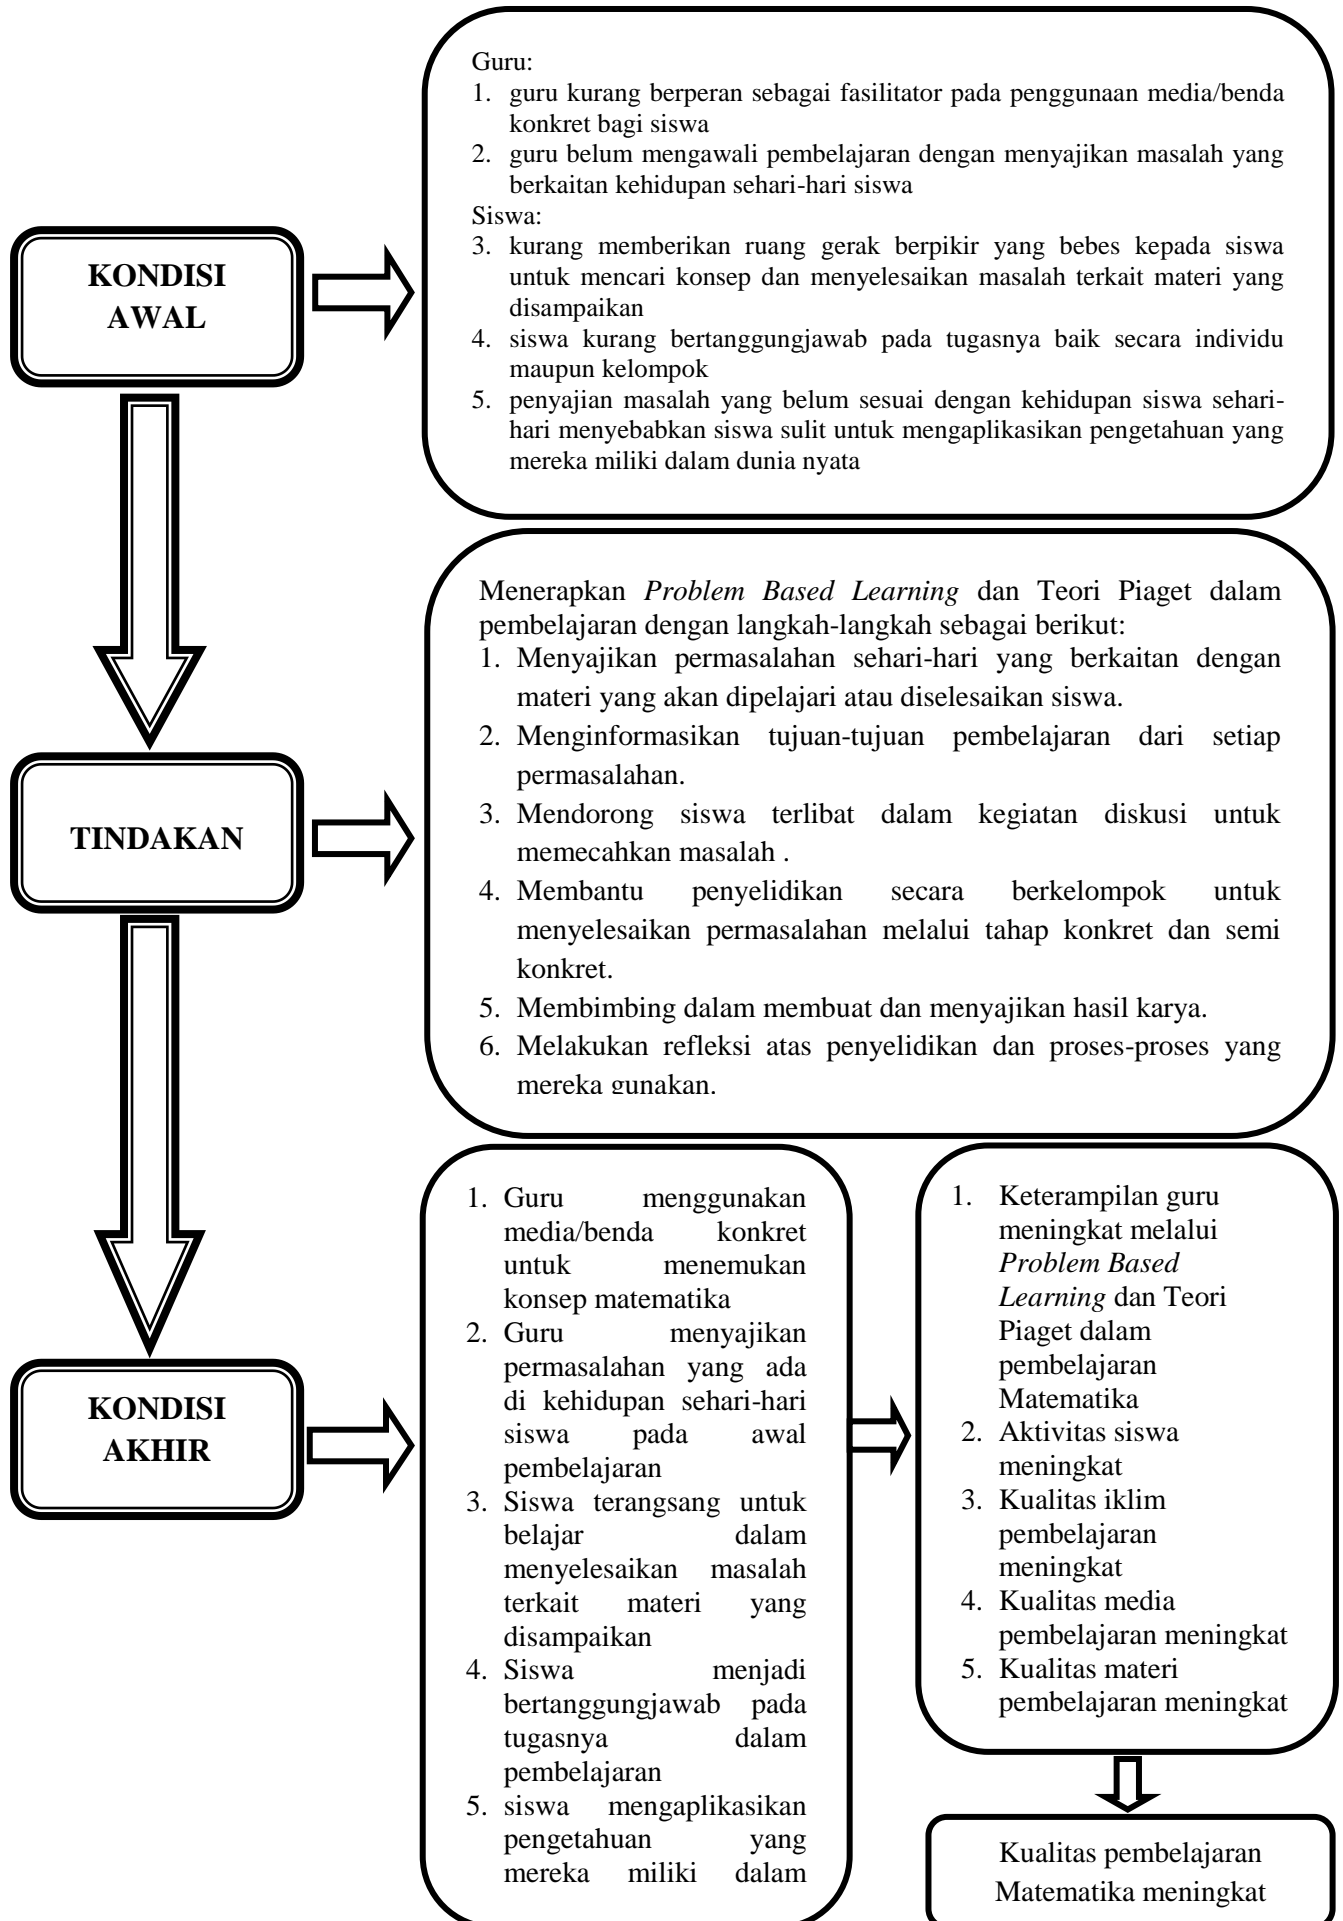 KONDISI
AWAL
Guru:
1. guru kurang berperan sebagai fasilitator pada penggunaan media/benda
konkret bagi siswa
2. guru belum mengawali pembelajaran dengan menyajikan masalah yang
berkaitan kehidupan sehari-hari siswa
Siswa:
3. kurang memberikan ruang gerak berpikir yang bebes kepada siswa
untuk mencari konsep dan menyelesaikan masalah terkait materi yang
disampaikan
4. siswa kurang bertanggungjawab pada tugasnya baik secara individu
maupun kelompok
5. penyajian masalah yang belum sesuai dengan kehidupan siswa sehari-
hari menyebabkan siswa sulit untuk mengaplikasikan pengetahuan yang
mereka miliki dalam dunia nyata
TINDAKAN
Menerapkan Problem Based Learning dan Teori Piaget dalam
pembelajaran dengan langkah-langkah sebagai berikut:
1. Menyajikan permasalahan sehari-hari yang berkaitan dengan
materi yang akan dipelajari atau diselesaikan siswa.
2. Menginformasikan tujuan-tujuan pembelajaran dari setiap
permasalahan.
3. Mendorong siswa terlibat dalam kegiatan diskusi untuk
memecahkan masalah .
4. Membantu penyelidikan secara berkelompok untuk
menyelesaikan permasalahan melalui tahap konkret dan semi
konkret.
5. Membimbing dalam membuat dan menyajikan hasil karya.
6. Melakukan refleksi atas penyelidikan dan proses-proses yang
mereka gunakan.
KONDISI
AKHIR
1. Guru menggunakan
media/benda konkret
untuk menemukan
konsep matematika
2. Guru menyajikan
permasalahan yang ada
di kehidupan sehari-hari
siswa pada awal
pembelajaran
3. Siswa terangsang untuk
belajar dalam
menyelesaikan masalah
terkait materi yang
disampaikan
4. Siswa menjadi
bertanggungjawab pada
tugasnya dalam
pembelajaran
5. siswa mengaplikasikan
pengetahuan yang
mereka miliki dalam
1. Keterampilan guru
meningkat melalui
Problem Based
Learning dan Teori
Piaget dalam
pembelajaran
Matematika
2. Aktivitas siswa
meningkat
3. Kualitas iklim
pembelajaran
meningkat
4. Kualitas media
pembelajaran meningkat
5. Kualitas materi
pembelajaran meningkat
Kualitas pembelajaran
Matematika meningkat